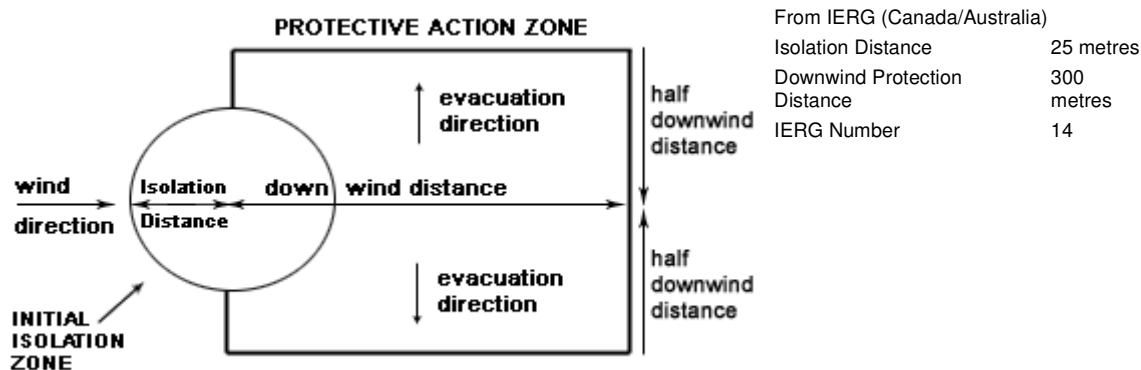 PROTECTIVE ACTION ZONE
evacuation
direction
half
downwind
distance
wind
direction
Isolation
Distance
down wind distance
evacuation
direction
half
downwind
distance
INITIAL
ISOLATION
ZONE
From IERG (Canada/Australia)
Isolation Distance 25 metres
Downwind Protection 300
Distance metres
IERG Number 14